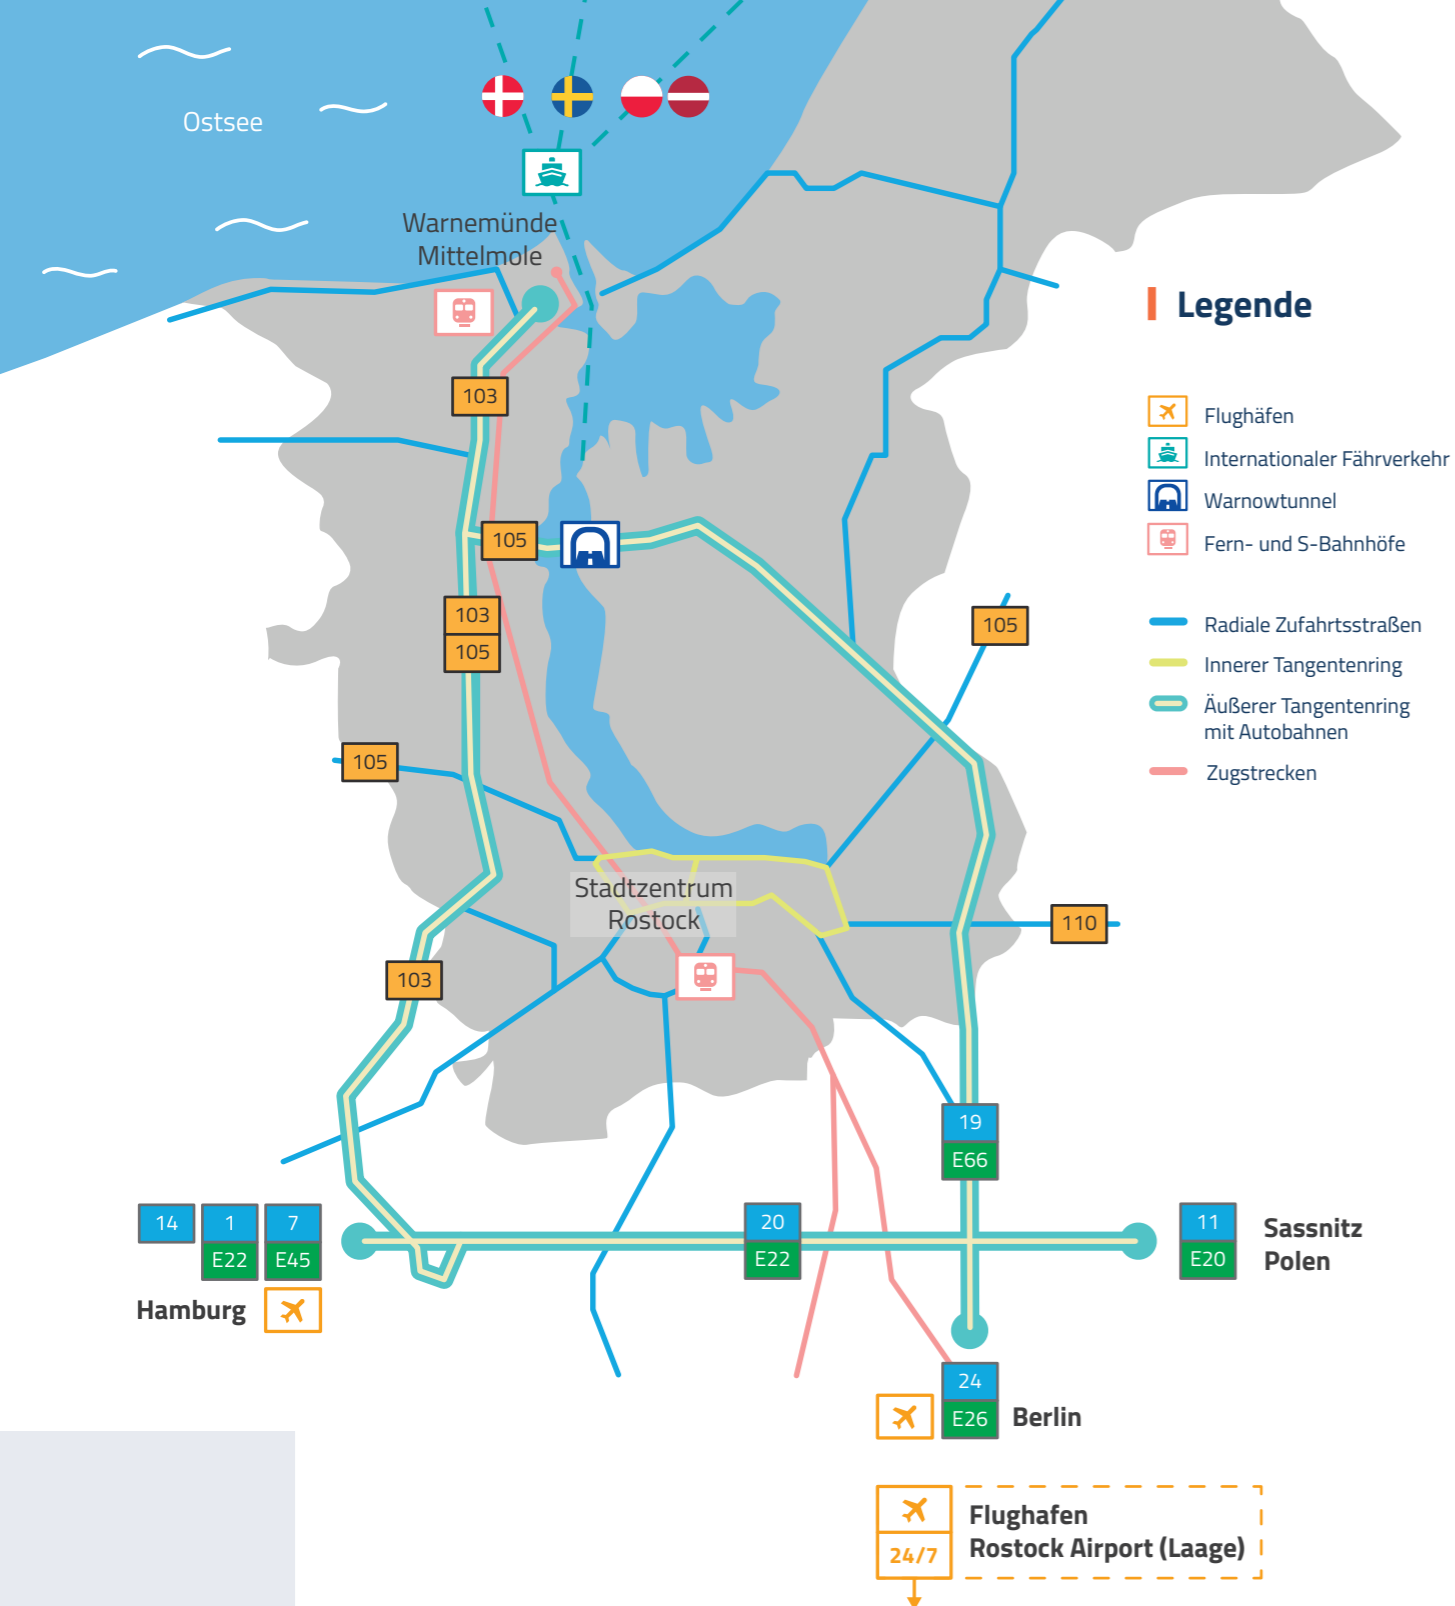 Ostsee
Warnemünde
Mittelmole
Legende
103
Flughäfen
Internationaler Fährverkehr
Warnowtunnel
105
Fern- und S-Bahnhöfe
103
105
105
Radiale Zufahrtsstraßen
Innerer Tangentenring
Äußerer Tangentenring
mit Autobahnen
105
Zugstrecken
Stadtzentrum
Rostock
110
103
19
E66
14
1
7
E22
E45
Hamburg
20
E22
11
E20
Sassnitz
Polen
24
E26
Berlin
24/7
Flughafen
Rostock Airport (Laage)